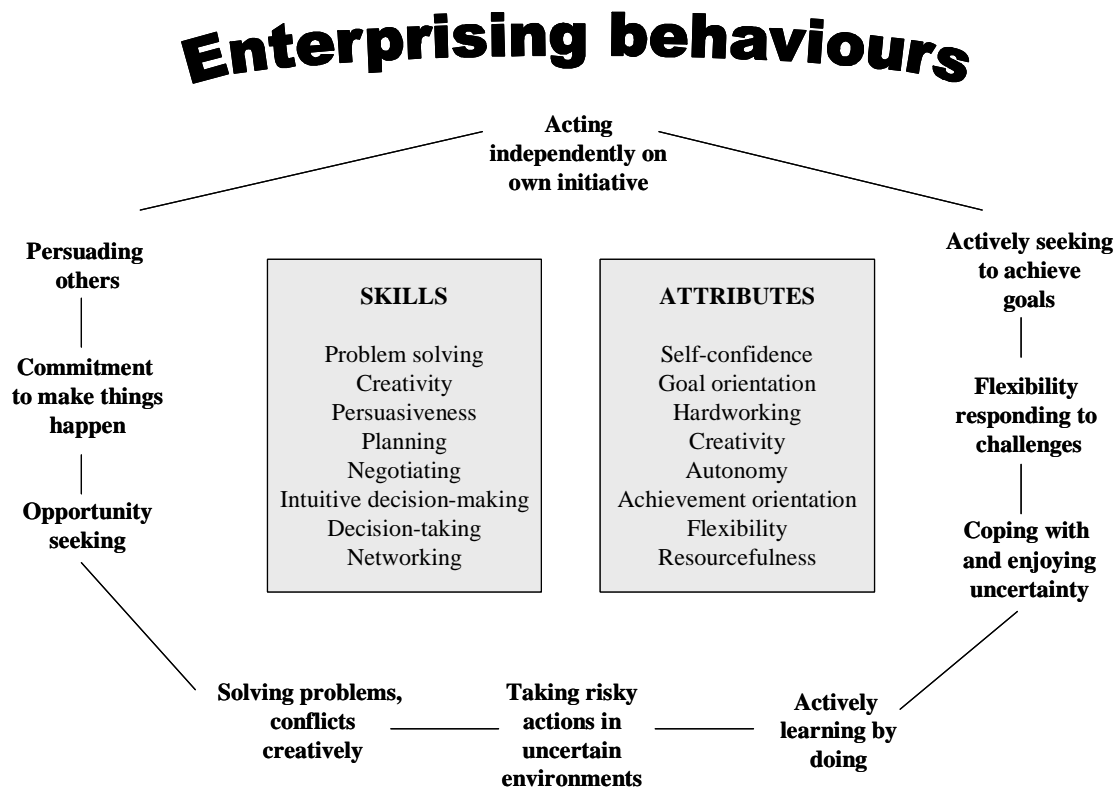 Enterprising behaviours
Acting
independently on
own initiative
Persuading
others
Commitment
to make things
happen
Opportunity
seeking
SKILLS
Problem solving
Creativity
Persuasiveness
Planning
Negotiating
Intuitive decision-making
Decision-taking
Networking
ATTRIBUTES
Self-confidence
Goal orientation
Hardworking
Creativity
Autonomy
Achievement orientation
Flexibility
Resourcefulness
Actively seeking
to achieve
goals
Flexibility
responding to
challenges
Coping with
and enjoying
uncertainty
Solving problems,
conflicts
creatively
Taking risky
actions in
uncertain
environments
Actively
learning by
doing